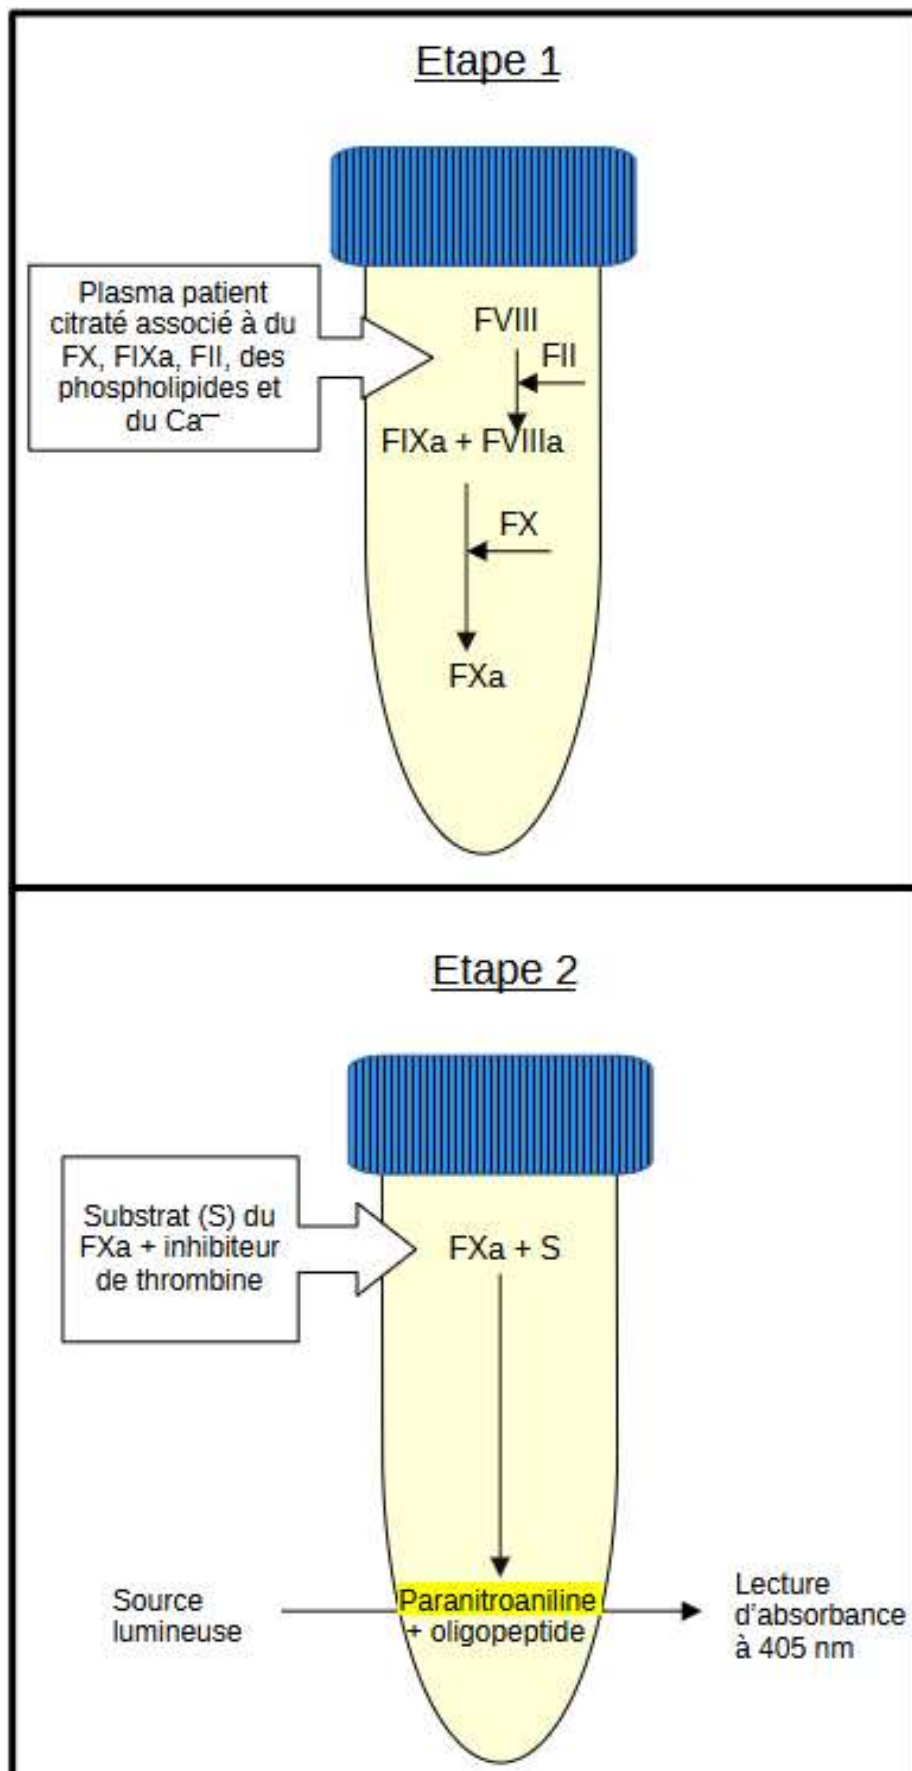 Etape 1
Plasma patient
citraté associé à du
FX, FIXa, FII, des
phospholipides et
du Ca⁻⁻
FVIII
FII
FIXa + FVIIIa
FX
FXa
Etape 2
Substrat (S) du
FXa + inhibiteur
de thrombine
FXa + S
Source
lumineuse
Paranitroaniline
+ oligopeptide
Lecture
d’absorbance
à 405 nm